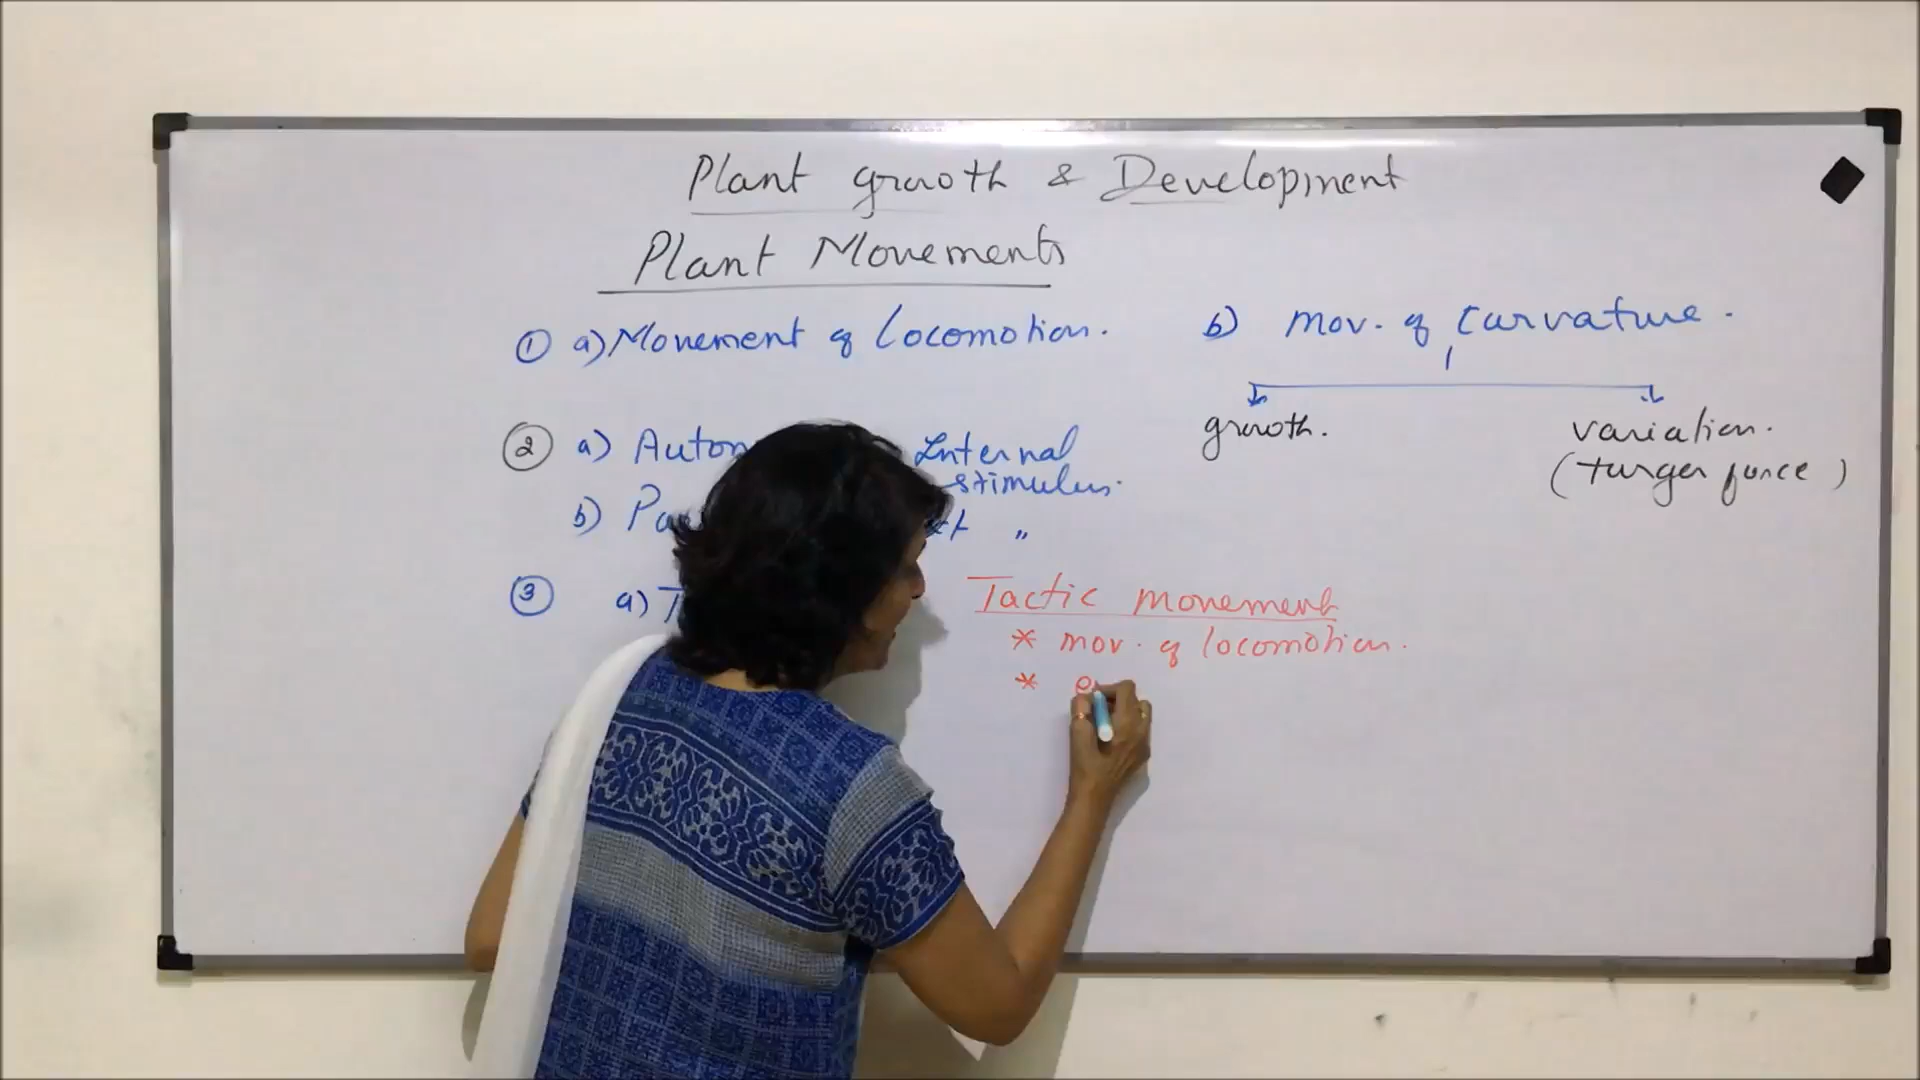 Plant growth & Development
Plant Movements
① a) Movement of Locomotion.
b) mov. of Curvature.
growth.
variation.
(turger force)
② a) Auton
Internal
stimulus.
b) Pa
"
③ a) T
Tactic movement
* mov. of locomotion.
* e